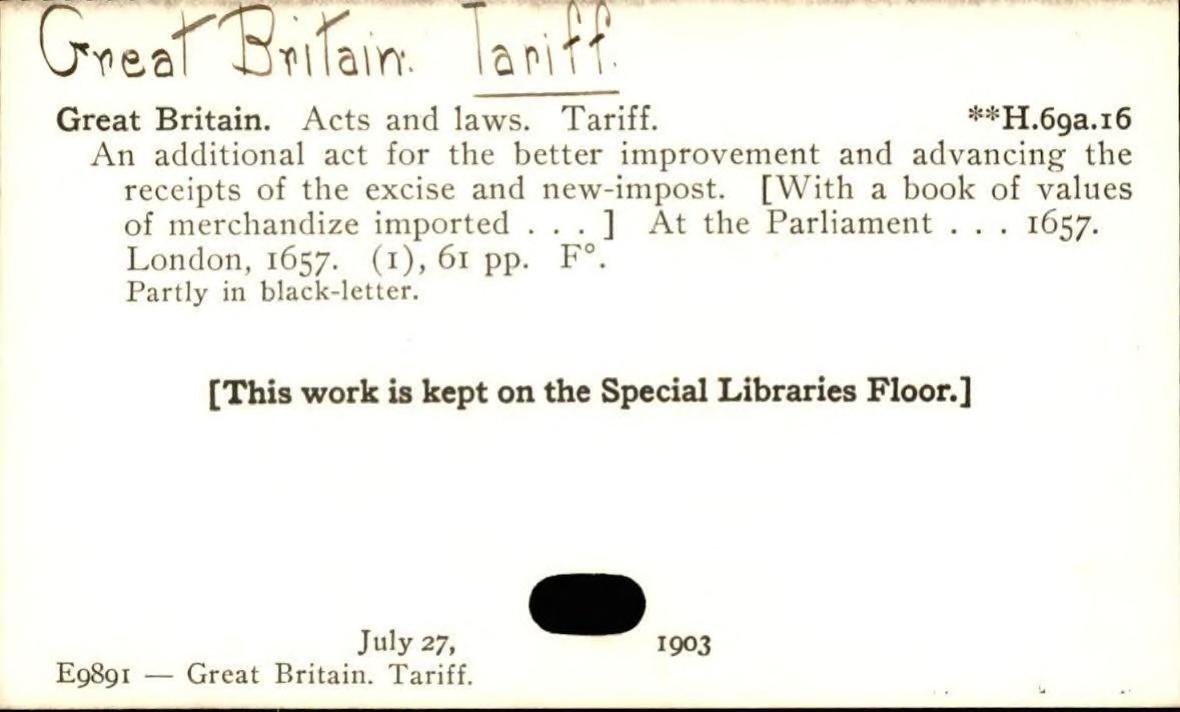 Great Britain. Tariff.
Great Britain. Acts and laws. Tariff. **H.69a.16
An additional act for the better improvement and advancing the
receipts of the excise and new-impost. [With a book of values
of merchandize imported . . . ] At the Parliament . . . 1657.
London, 1657. (1), 61 pp. F°.
Partly in black-letter.
[This work is kept on the Special Libraries Floor.]
July 27, 1903
E9891 — Great Britain. Tariff.